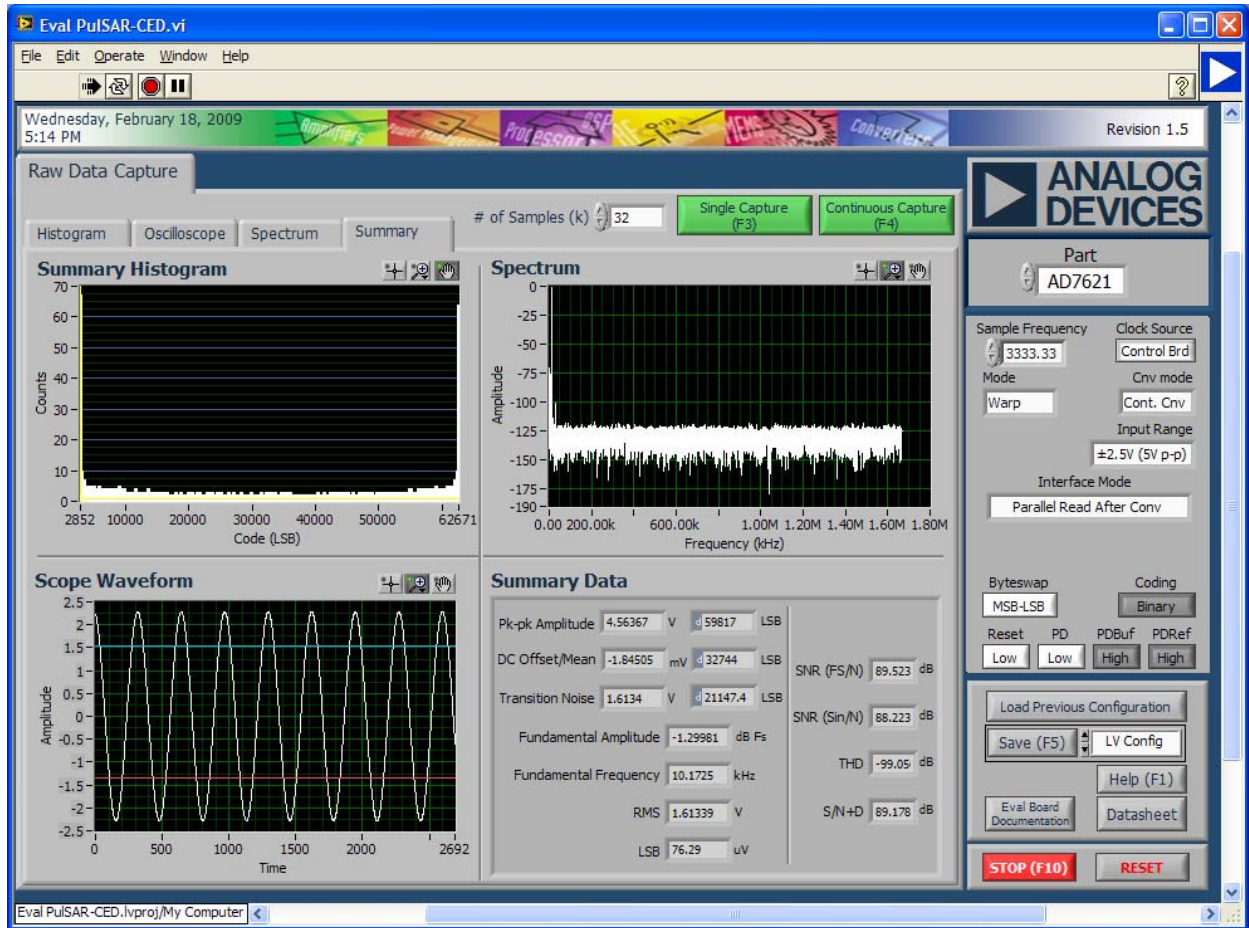 Eval PulSAR-CED.vi
File Edit Operate Window Help
Wednesday, February 18, 2009
5:14 PM
Amplifiers Power Management Processors DSP RF MEMS Converters
Revision 1.5
Raw Data Capture
# of Samples (k) 32
Single Capture
(F3)
Continuous Capture
(F4)
Histogram Oscilloscope Spectrum Summary
Summary Histogram
70
60
50
40
30
20
10
0
Counts
2852 10000 20000 30000 40000 50000 62671
Code (LSB)
Spectrum
0
-25
-50
-75
-100
-125
-150
-175
-190
Amplitude
0.00 200.00k 600.00k 1.00M 1.20M 1.40M 1.60M 1.80M
Frequency (kHz)
Scope Waveform
2.5
2
1.5
1
0.5
0
-0.5
-1
-1.5
-2
-2.5
Amplitude
0 500 1000 1500 2000 2692
Time
Summary Data
Pk-pk Amplitude 4.56367 V d 59817 LSB
DC Offset/Mean -1.84505 mV d 32744 LSB
Transition Noise 1.6134 V d 21147.4 LSB
Fundamental Amplitude -1.29981 dB Fs
Fundamental Frequency 10.1725 kHz
RMS 1.61339 V
LSB 76.29 uV
SNR (FS/N) 89.523 dB
SNR (Sin/N) 88.223 dB
THD -99.05 dB
S/N+D 89.178 dB
ANALOG
DEVICES
Part
AD7621
Sample Frequency Clock Source
3333.33 Control Brd
Mode Cnv mode
Warp Cont. Cnv
Input Range
±2.5V (5V p-p)
Interface Mode
Parallel Read After Conv
Byteswap Coding
MSB-LSB Binary
Reset PD PDBuf PDRef
Low Low High High
Load Previous Configuration
Save (F5) LV Config
Help (F1)
Eval Board
Documentation
Datasheet
STOP (F10) RESET
Eval PulSAR-CED.lvproj/My Computer